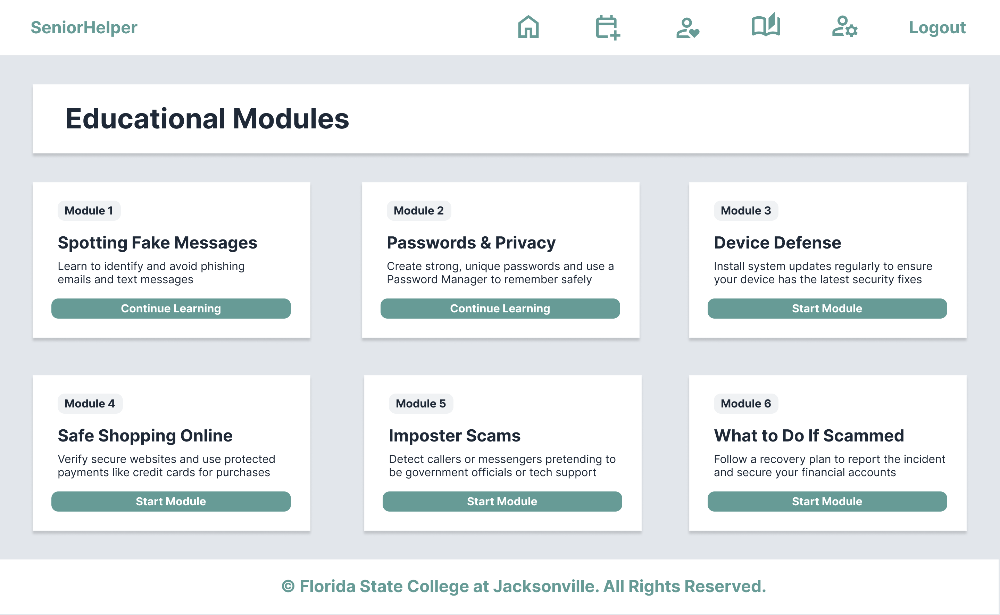 SeniorHelper
Logout
Educational Modules
Module 1
Spotting Fake Messages
Learn to identify and avoid phishing
emails and text messages
Continue Learning
Module 2
Passwords & Privacy
Create strong, unique passwords and use a
Password Manager to remember safely
Continue Learning
Module 3
Device Defense
Install system updates regularly to ensure
your device has the latest security fixes
Start Module
Module 4
Safe Shopping Online
Verify secure websites and use protected
payments like credit cards for purchases
Start Module
Module 5
Imposter Scams
Detect callers or messengers pretending to
be government officials or tech support
Start Module
Module 6
What to Do If Scammed
Follow a recovery plan to report the incident
and secure your financial accounts
Start Module
© Florida State College at Jacksonville. All Rights Reserved.